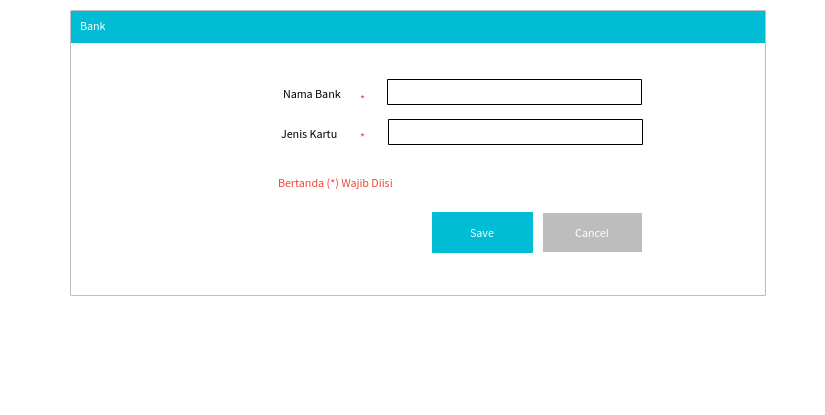 Bank
Nama Bank *
Jenis Kartu *
Bertanda (*) Wajib Diisi
Save Cancel